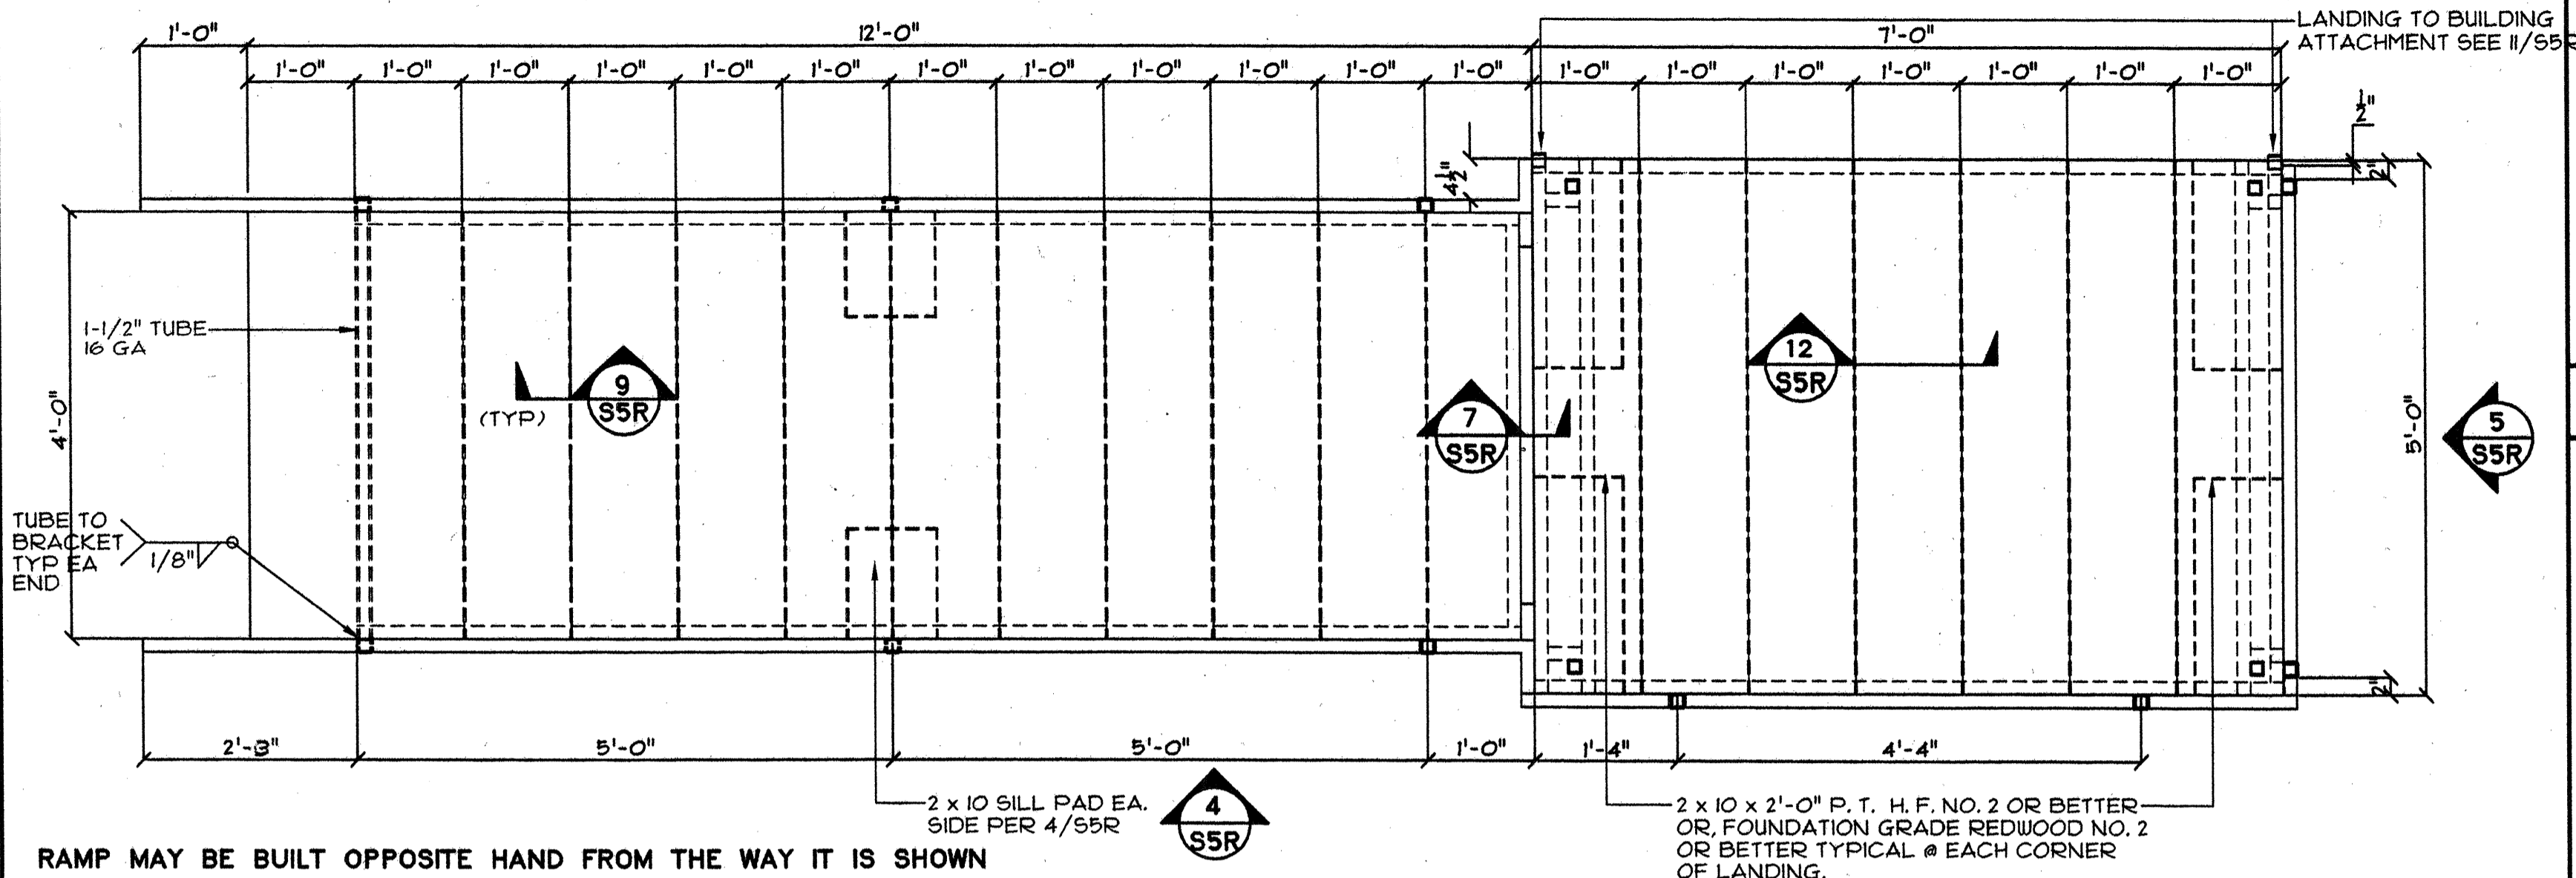 LANDING TO BUILDING
ATTACHMENT SEE 11/S5R
1'-0"
12'-0"
7'-0"
1'-0" 1'-0" 1'-0" 1'-0" 1'-0" 1'-0" 1'-0" 1'-0" 1'-0" 1'-0" 1'-0" 1'-0" 1'-0" 1'-0" 1'-0" 1'-0" 1'-0" 1'-0" 1'-0"
1/2"
4 1/2"
2"
1-1/2" TUBE
16 GA
9
S5R
(TYP)
12
S5R
7
S5R
4'-0"
5'-0"
5
S5R
TUBE TO
BRACKET
TYP EA
END
1/8"
2"
2'-3"
5'-0"
5'-0"
1'-0"
1'-4"
4'-4"
2 x 10 SILL PAD EA.
SIDE PER 4/S5R
4
S5R
2 x 10 x 2'-0" P. T. H. F. NO. 2 OR BETTER
OR, FOUNDATION GRADE REDWOOD NO. 2
OR BETTER TYPICAL @ EACH CORNER
OF LANDING.
RAMP MAY BE BUILT OPPOSITE HAND FROM THE WAY IT IS SHOWN